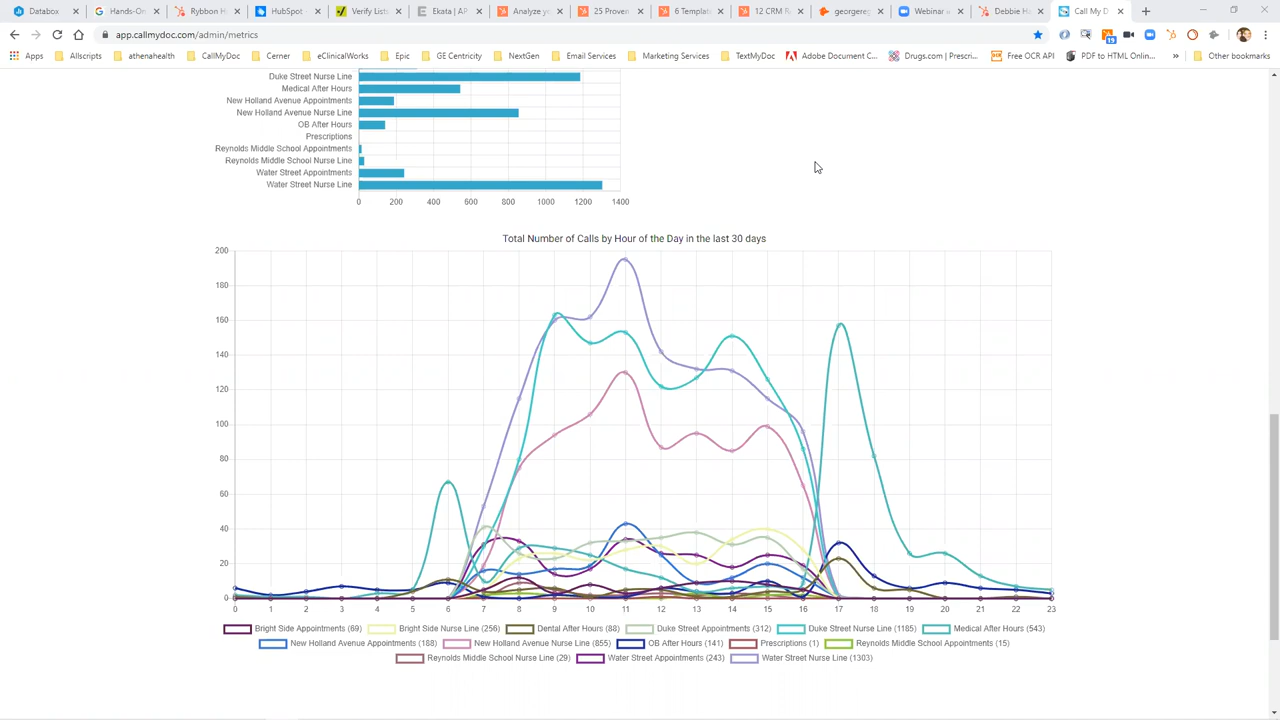 Databox
Hands-On
Rybbon H
HubSpot
Verify Lists
Ekata | AP
Analyze y
25 Proven
6 Templat
12 CRM R
georgereg
Webinar
Debbie Ha
Call My D
app.callmydoc.com/admin/metrics
19
Apps
Allscripts
athenahealth
CallMyDoc
Cerner
eClinicalWorks
Epic
GE Centricity
NextGen
Email Services
Marketing Services
TextMyDoc
Adobe Document C...
Drugs.com | Prescri...
Free OCR API
PDF to HTML Onlin...
»
Other bookmarks
Duke Street Nurse Line
Medical After Hours
New Holland Avenue Appointments
New Holland Avenue Nurse Line
OB After Hours
Prescriptions
Reynolds Middle School Appointments
Reynolds Middle School Nurse Line
Water Street Appointments
Water Street Nurse Line
0 200 400 600 800 1000 1200 1400
Total Number of Calls by Hour of the Day in the last 30 days
200
180
160
140
120
100
80
60
40
20
0
0 1 2 3 4 5 6 7 8 9 10 11 12 13 14 15 16 17 18 19 20 21 22 23
Bright Side Appointments (69) Bright Side Nurse Line (256) Dental After Hours (88) Duke Street Appointments (312) Duke Street Nurse Line (1185) Medical After Hours (543)
New Holland Avenue Appointments (188) New Holland Avenue Nurse Line (855) OB After Hours (141) Prescriptions (1) Reynolds Middle School Appointments (15)
Reynolds Middle School Nurse Line (29) Water Street Appointments (243) Water Street Nurse Line (1303)